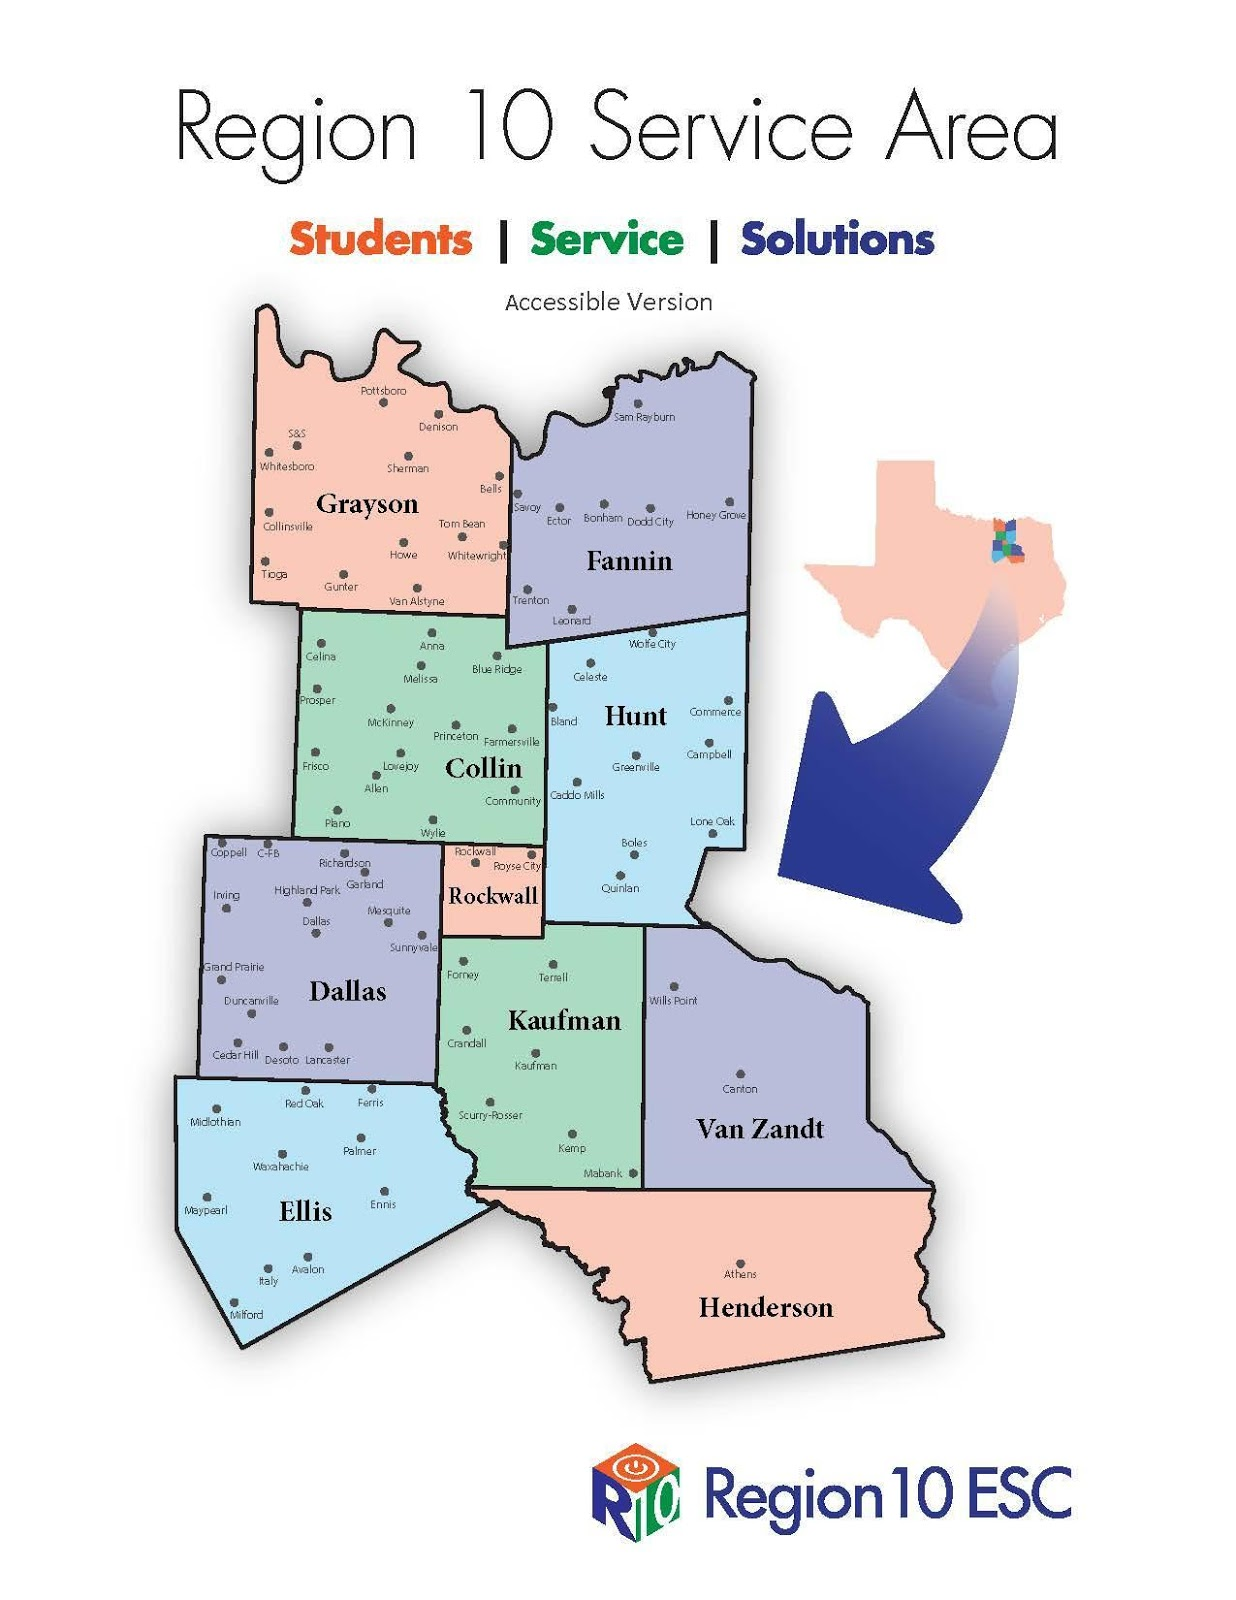 Region 10 Service Area
Students | Service | Solutions
Accessible Version
Pottsboro
Denison
S&S
Whitesboro
Sherman
Bells
Grayson
Collinsville
Tom Bean
Howe
Whitewright
Tioga
Gunter
Van Alstyne
Sam Rayburn
Savoy
Ector
Bonham
Dodd City
Honey Grove
Fannin
Trenton
Leonard
Anna
Celina
Blue Ridge
Melissa
Prosper
McKinney
Princeton
Farmersville
Frisco
Lovejoy
Collin
Allen
Community
Plano
Wylie
Wolfe City
Celeste
Bland
Hunt
Commerce
Campbell
Greenville
Caddo Mills
Lone Oak
Boles
Quinlan
Rockwall
Royse City
Rockwall
Coppell
C-FB
Richardson
Garland
Highland Park
Irving
Mesquite
Dallas
Sunnyvale
Grand Prairie
Dallas
Duncanville
Cedar Hill
Desoto
Lancaster
Forney
Terrell
Kaufman
Crandall
Kaufman
Scurry-Rosser
Kemp
Mabank
Wills Point
Canton
Van Zandt
Red Oak
Ferris
Midlothian
Palmer
Waxahachie
Maypearl
Ellis
Ennis
Avalon
Italy
Milford
Athens
Henderson
R10
Region 10 ESC